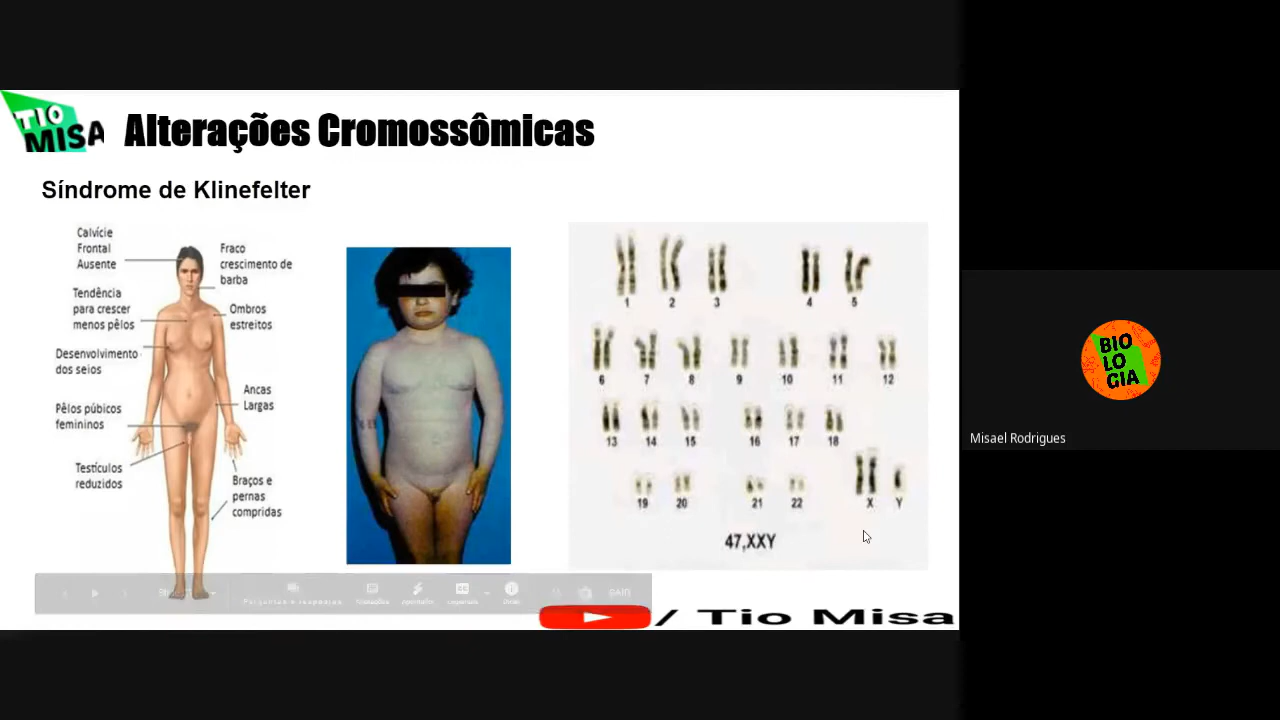 TIO
MISA
Alterações Cromossômicas
Síndrome de Klinefelter
Calvície
Frontal
Ausente
Fraco
crescimento de
barba
Tendência
para crescer
menos pêlos
Ombros
estreitos
Desenvolvimento
dos seios
Ancas
Largas
Pêlos púbicos
femininos
Testículos
reduzidos
Braços e
pernas
compridas
1 2 3 4 5
6 7 8 9 10 11 12
13 14 15 16 17 18
19 20 21 22 X Y
47,XXY
Perguntas e respostas
Legendas
/ Tio Misa
BIO
LO
GIA
Misael Rodrigues